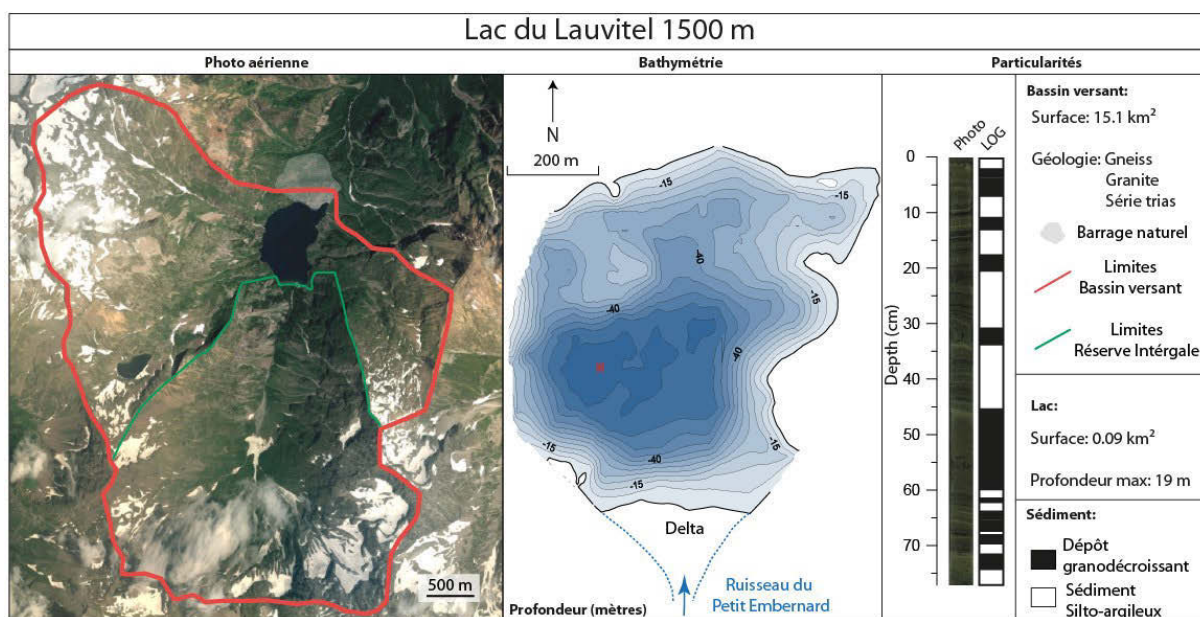 Lac du Lauvitel 1500 m
Photo aérienne
Bathymétrie
Particularités
500 m
N
200 m
-15
-15
-15
-40
-40
-40
-15
-40
-15
-15
Delta
Ruisseau du
Petit Embernard
Profondeur (mètres)
Photo
LOG
Depth (cm)
0
10
20
30
40
50
60
70
Bassin versant:
Surface: 15.1 km²
Géologie: Gneiss
Granite
Série trias
Barrage naturel
Limites
Bassin versant
Limites
Réserve Intérgale
Lac:
Surface: 0.09 km²
Profondeur max: 19 m
Sédiment:
Dépôt
granodécroissant
Sédiment
Silto-argileux